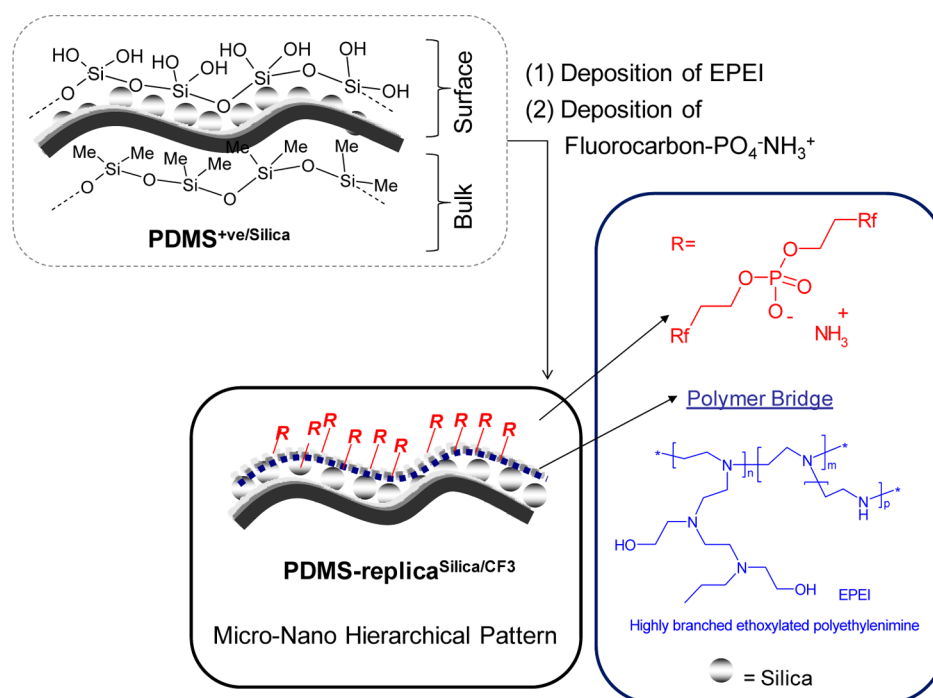 HO
OH
HO
HO
OH
OH
OH
OH
Si
Si
Si
Si
O
O
O
O
Surface
Me
Me
Me
Me
Me
Me
Me
Me
Si
Si
Si
Si
O
O
O
O
Bulk
PDMS+ve/Silica
(1) Deposition of EPEI
(2) Deposition of
Fluorocarbon-PO4-NH3+
R R R R R R R R R
PDMS-replicaSilica/CF3
Micro-Nano Hierarchical Pattern
R=
Rf
O
O
P
O
O
-
Rf
+
NH3
Polymer Bridge
*
N
n
N
m
*
N
H
p
*
N
HO
N
OH
EPEI
Highly branched ethoxylated polyethylenimine
= Silica